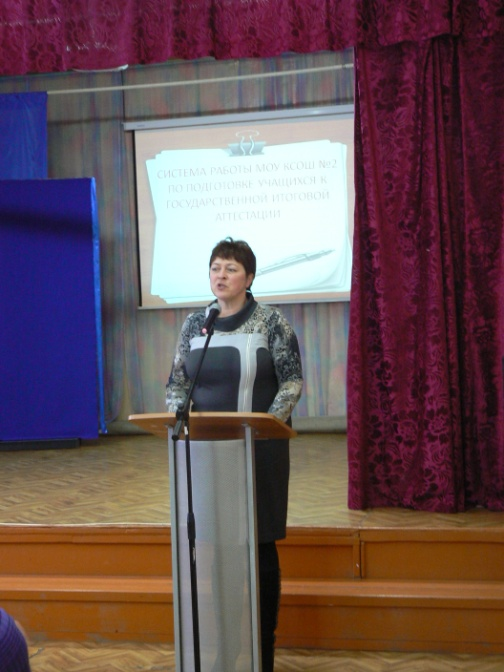 СИСТЕМА РАБОТЫ МОУ КСОШ №2
ПО ПОДГОТОВКЕ УЧАЩИХСЯ К
ГОСУДАРСТВЕННОЙ ИТОГОВОЙ
АТТЕСТАЦИИ